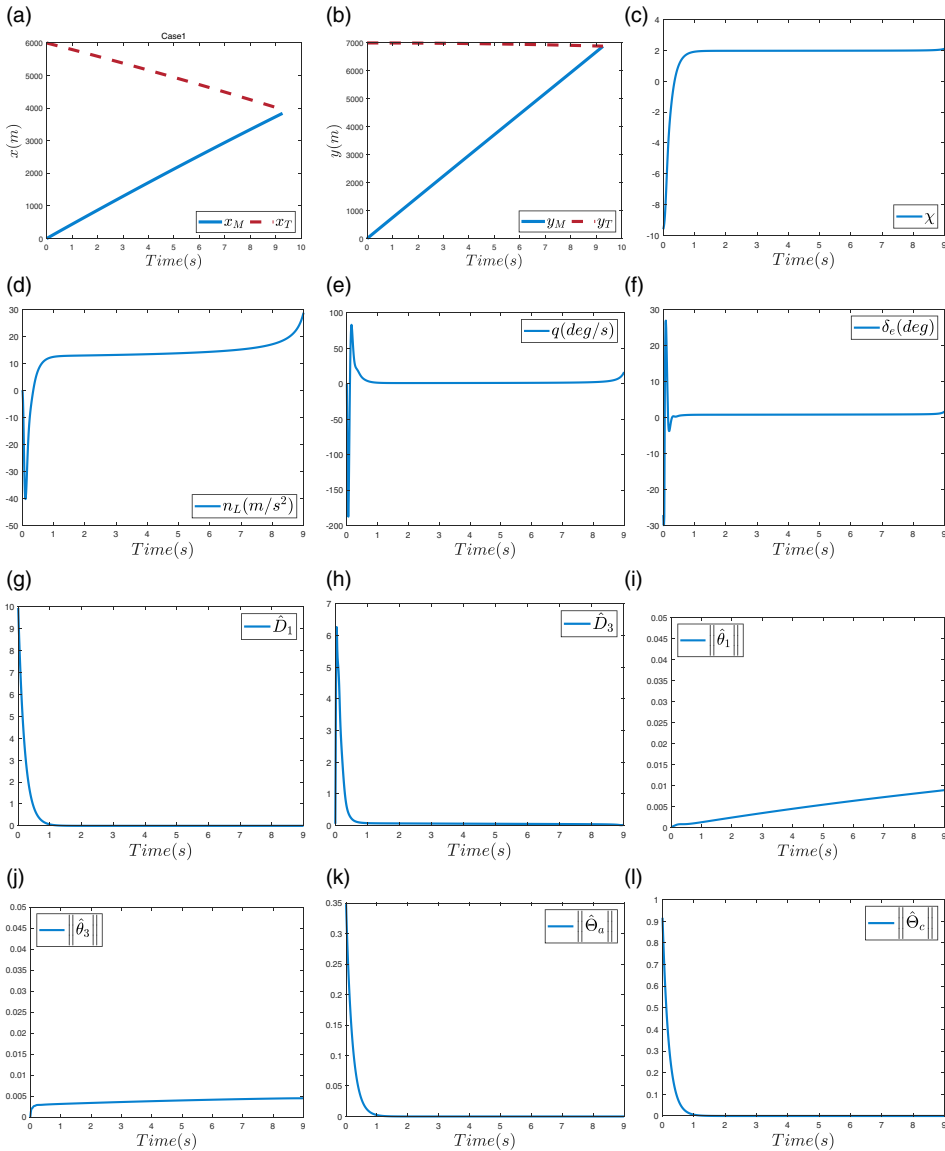 (a)
Case1
6000
5000
4000
3000
2000
1000
0
x(m)
0 1 2 3 4 5 6 7 8 9 10
Time(s)
x_M x_T
(b)
7000
6000
5000
4000
3000
2000
1000
0
y(m)
0 1 2 3 4 5 6 7 8 9 10
Time(s)
y_M y_T
(c)
4
2
0
-2
-4
-6
-8
-10
0 1 2 3 4 5 6 7 8 9
Time(s)
χ
(d)
30
20
10
0
-10
-20
-30
-40
-50
0 1 2 3 4 5 6 7 8 9
Time(s)
n_L(m/s²)
(e)
100
50
0
-50
-100
-150
-200
0 1 2 3 4 5 6 7 8 9
Time(s)
q(deg/s)
(f)
30
20
10
0
-10
-20
-30
0 1 2 3 4 5 6 7 8 9
Time(s)
δ_e(deg)
(g)
10
9
8
7
6
5
4
3
2
1
0
0 1 2 3 4 5 6 7 8 9
Time(s)
D̂_1
(h)
7
6
5
4
3
2
1
0
0 1 2 3 4 5 6 7 8 9
Time(s)
D̂_3
(i)
0.05
0.045
0.04
0.035
0.03
0.025
0.02
0.015
0.01
0.005
0
0 1 2 3 4 5 6 7 8 9
Time(s)
||θ̂_1||
(j)
0.05
0.045
0.04
0.035
0.03
0.025
0.02
0.015
0.01
0.005
0
0 1 2 3 4 5 6 7 8 9
Time(s)
||θ̂_3||
(k)
0.35
0.3
0.25
0.2
0.15
0.1
0.05
0
0 1 2 3 4 5 6 7 8 9
Time(s)
||Θ̂_a||
(l)
1
0.9
0.8
0.7
0.6
0.5
0.4
0.3
0.2
0.1
0
0 1 2 3 4 5 6 7 8 9
Time(s)
||Θ̂_c||